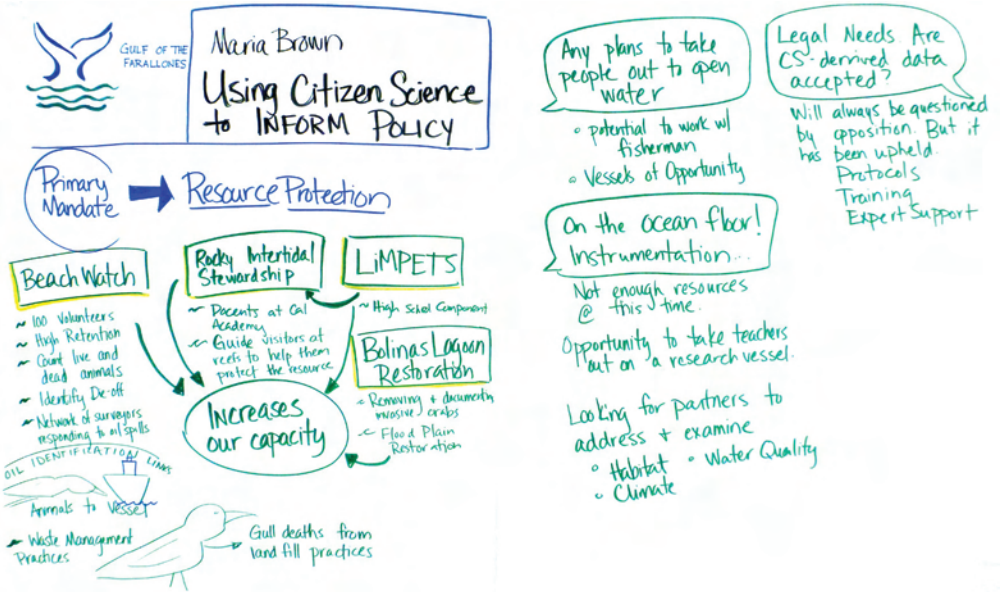 GULF OF THE
FARALLONES
Maria Brown
Using Citizen Science
to INFORM POLICY
Primary
Mandate
Resource Protection
Beach Watch
~ 100 Volunteers
~ High Retention
~ Count live and
dead animals
~ Identify De-off
~ Network of surveyors
responding to oil spills
OIL IDENTIFICATION LINK
Animals to Vessel
~ Waste Management
Practices
Gull deaths from
land fill practices
Rocky Intertidal
Stewardship
~ Docents at Cal
Academy
~ Guide visitors at
reefs to help them
protect the resource
LiMPETS
~ High School Component
Bolinas Lagoon
Restoration
~ Removing + documentin
invasive crabs
~ Flood Plain
Restoration
Increases
our capacity
Any plans to take
people out to open
water
• potential to work w/
fisherman
• Vessels of Opportunity
On the ocean floor!
Instrumentation...
Not enough resources
@ this time.
Opportunity to take teachers
out on a research vessel.
Looking for partners to
address + examine
• Habitat • Water Quality
• Climate
Legal Needs. Are
CS-derived data
accepted?
Will always be questioned
by opposition. But it
has been upheld.
Protocols
Training
Expert Support